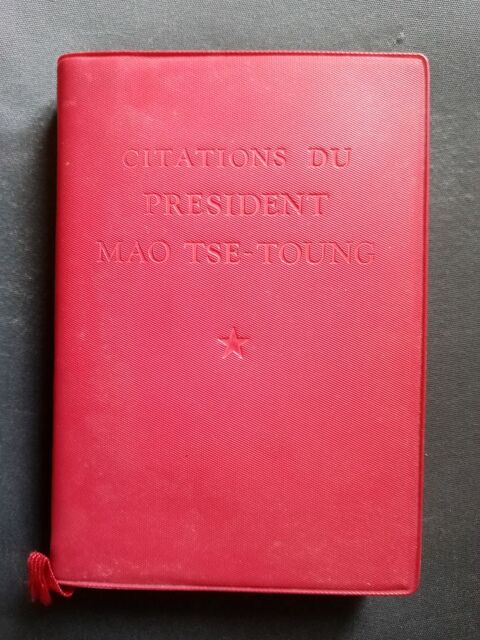 CITATIONS DU
PRESIDENT
MAO TSE-TOUNG